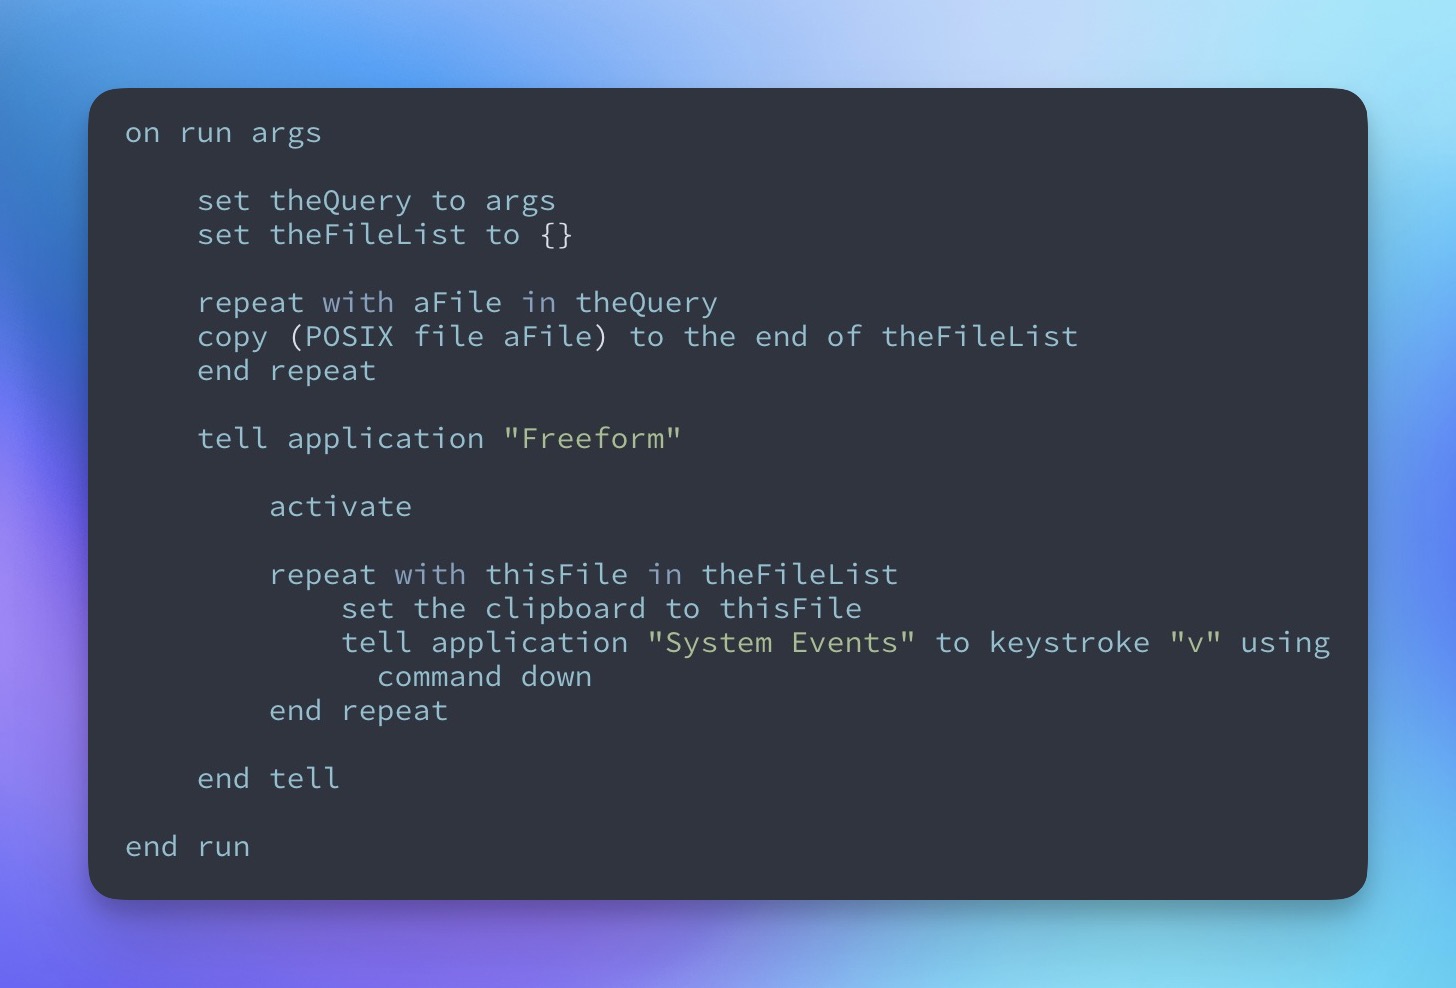 on run args
set theQuery to args
set theFileList to {}
repeat with aFile in theQuery
copy (POSIX file aFile) to the end of theFileList
end repeat
tell application "Freeform"
activate
repeat with thisFile in theFileList
set the clipboard to thisFile
tell application "System Events" to keystroke "v" using
command down
end repeat
end tell
end run